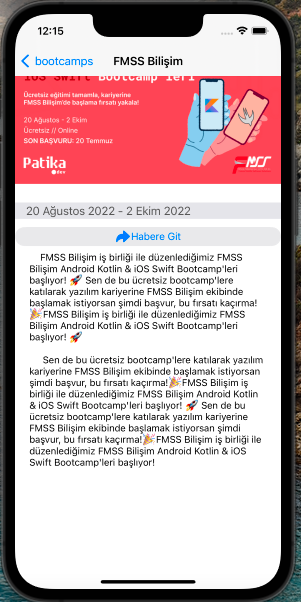 12:15
bootcamps
FMSS Bilişim
iOS Swift Bootcamp'leri
Ücretsiz eğitimi tamamla, kariyerine
FMSS Bilişim'de başlama fırsatı yakala!
20 Ağustos - 2 Ekim
Ücretsiz // Online
SON BAŞVURU: 20 Temmuz
Patika
.dev
FMSS
20 Ağustos 2022 - 2 Ekim 2022
Habere Git
FMSS Bilişim iş birliği ile düzenlediğimiz FMSS
Bilişim Android Kotlin & iOS Swift Bootcamp'leri
başlıyor! 🚀 Sen de bu ücretsiz bootcamp'lere
katılarak yazılım kariyerine FMSS Bilişim ekibinde
başlamak istiyorsan şimdi başvur, bu fırsatı kaçırma!
🎉FMSS Bilişim iş birliği ile düzenlediğimiz FMSS
Bilişim Android Kotlin & iOS Swift Bootcamp'leri
başlıyor! 🚀
Sen de bu ücretsiz bootcamp'lere katılarak yazılım
kariyerine FMSS Bilişim ekibinde başlamak istiyorsan
şimdi başvur, bu fırsatı kaçırma!🎉FMSS Bilişim iş
birliği ile düzenlediğimiz FMSS Bilişim Android Kotlin
& iOS Swift Bootcamp'leri başlıyor! 🚀 Sen de bu
ücretsiz bootcamp'lere katılarak yazılım kariyerine
FMSS Bilişim ekibinde başlamak istiyorsan şimdi
başvur, bu fırsatı kaçırma!🎉FMSS Bilişim iş birliği ile
düzenlediğimiz FMSS Bilişim Android Kotlin & iOS
Swift Bootcamp'leri başlıyor!